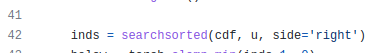 41
42 inds = searchsorted(cdf, u, side='right')